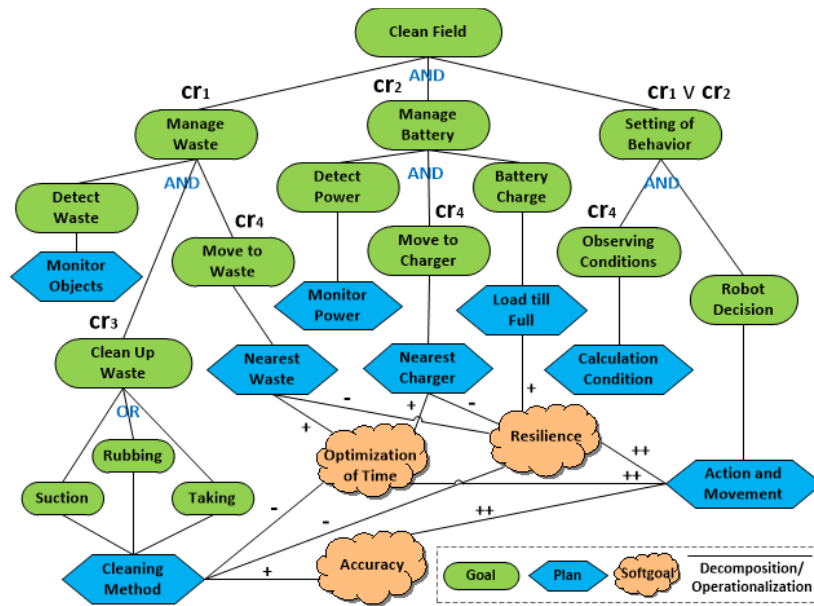 Clean Field
AND
cr1
cr2
cr1 V cr2
Manage
Waste
Manage
Battery
Setting of
Behavior
AND
AND
AND
Detect
Waste
Detect
Power
Battery
Charge
cr4
cr4
cr4
Move to
Waste
Move to
Charger
Observing
Conditions
Monitor
Objects
Robot
Decision
Monitor
Power
Load till
Full
cr3
Clean Up
Waste
Nearest
Waste
Nearest
Charger
Calculation
Condition
OR
+
-
+
-
+
Rubbing
Optimization
of Time
Resilience
++
++
Suction
Taking
Action and
Movement
-
-
++
Cleaning
Method
+
Accuracy
Goal
Plan
Softgoal
Decomposition/
Operationalization